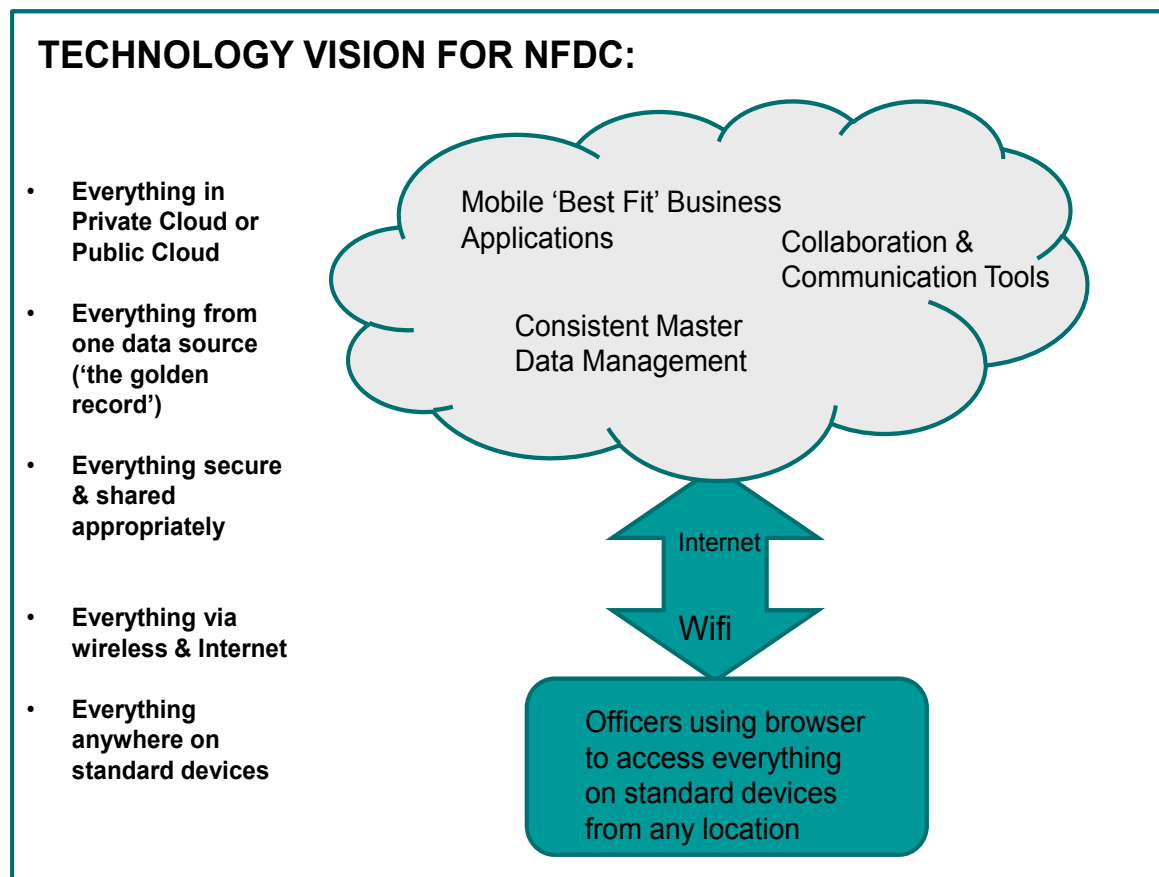 TECHNOLOGY VISION FOR NFDC:
• Everything in
Private Cloud or
Public Cloud
• Everything from
one data source
(‘the golden
record’)
• Everything secure
& shared
appropriately
• Everything via
wireless & Internet
• Everything
anywhere on
standard devices
Mobile ‘Best Fit’ Business
Applications
Collaboration &
Communication Tools
Consistent Master
Data Management
Internet
Wifi
Officers using browser
to access everything
on standard devices
from any location